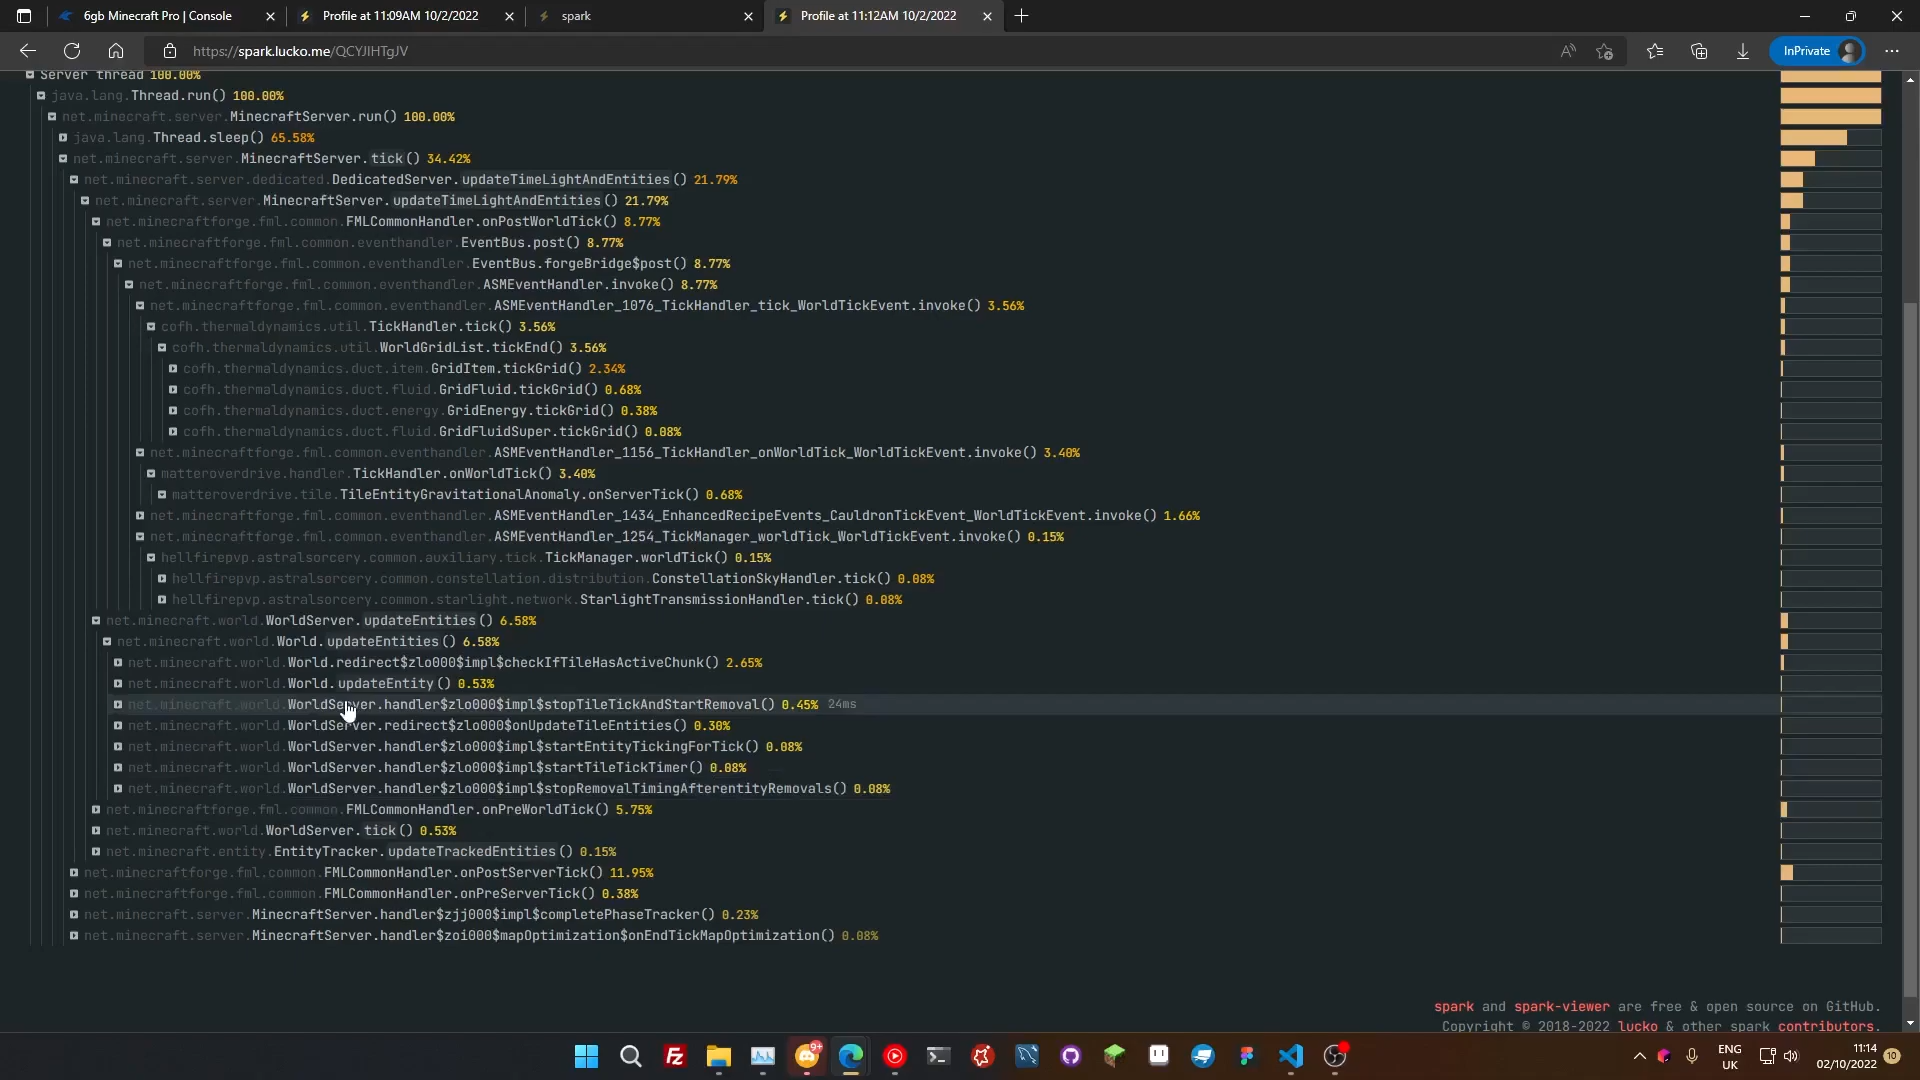 6gb Minecraft Pro | Console
Profile at 11:09AM 10/2/2022
spark
Profile at 11:12AM 10/2/2022
https://spark.lucko.me/QCYJIHTgJV
InPrivate
Server thread 100.00%
java.lang.Thread.run() 100.00%
net.minecraft.server.MinecraftServer.run() 100.00%
java.lang.Thread.sleep() 65.58%
net.minecraft.server.MinecraftServer.tick() 34.42%
net.minecraft.server.dedicated.DedicatedServer.updateTimeLightAndEntities() 21.79%
net.minecraft.server.MinecraftServer.updateTimeLightAndEntities() 21.79%
net.minecraftforge.fml.common.FMLCommonHandler.onPostWorldTick() 8.77%
net.minecraftforge.fml.common.eventhandler.EventBus.post() 8.77%
net.minecraftforge.fml.common.eventhandler.EventBus.forgeBridge$post() 8.77%
net.minecraftforge.fml.common.eventhandler.ASMEventHandler.invoke() 8.77%
net.minecraftforge.fml.common.eventhandler.ASMEventHandler_1076_TickHandler_tick_WorldTickEvent.invoke() 3.56%
cofh.thermaldynamics.util.TickHandler.tick() 3.56%
cofh.thermaldynamics.util.WorldGridList.tickEnd() 3.56%
cofh.thermaldynamics.duct.item.GridItem.tickGrid() 2.34%
cofh.thermaldynamics.duct.fluid.GridFluid.tickGrid() 0.68%
cofh.thermaldynamics.duct.energy.GridEnergy.tickGrid() 0.38%
cofh.thermaldynamics.duct.fluid.GridFluidSuper.tickGrid() 0.08%
net.minecraftforge.fml.common.eventhandler.ASMEventHandler_1156_TickHandler_onWorldTick_WorldTickEvent.invoke() 3.40%
matteroverdrive.handler.TickHandler.onWorldTick() 3.40%
matteroverdrive.tile.TileEntityGravitationalAnomaly.onServerTick() 0.68%
net.minecraftforge.fml.common.eventhandler.ASMEventHandler_1434_EnhancedRecipeEvents_CauldronTickEvent_WorldTickEvent.invoke() 1.66%
net.minecraftforge.fml.common.eventhandler.ASMEventHandler_1254_TickManager_worldTick_WorldTickEvent.invoke() 0.15%
hellfirepvp.astralsorcery.common.auxiliary.tick.TickManager.worldTick() 0.15%
hellfirepvp.astralsorcery.common.constellation.distribution.ConstellationSkyHandler.tick() 0.08%
hellfirepvp.astralsorcery.common.starlight.network.StarlightTransmissionHandler.tick() 0.08%
net.minecraft.world.WorldServer.updateEntities() 6.58%
net.minecraft.world.World.updateEntities() 6.58%
net.minecraft.world.World.redirect$zlo000$impl$checkIfTileHasActiveChunk() 2.65%
net.minecraft.world.World.updateEntity() 0.53%
net.minecraft.world.WorldServer.handler$zlo000$impl$stopTileTickAndStartRemoval() 0.45% 24ms
net.minecraft.world.WorldServer.redirect$zlo000$onUpdateTileEntities() 0.30%
net.minecraft.world.WorldServer.handler$zlo000$impl$startEntityTickingForTick() 0.08%
net.minecraft.world.WorldServer.handler$zlo000$impl$startTileTickTimer() 0.08%
net.minecraft.world.WorldServer.handler$zlo000$impl$stopRemovalTimingAfterentityRemovals() 0.08%
net.minecraftforge.fml.common.FMLCommonHandler.onPreWorldTick() 5.75%
net.minecraft.world.WorldServer.tick() 0.53%
net.minecraft.entity.EntityTracker.updateTrackedEntities() 0.15%
net.minecraftforge.fml.common.FMLCommonHandler.onPostServerTick() 11.95%
net.minecraftforge.fml.common.FMLCommonHandler.onPreServerTick() 0.38%
net.minecraft.server.MinecraftServer.handler$zjj000$impl$completePhaseTracker() 0.23%
net.minecraft.server.MinecraftServer.handler$zoi000$mapOptimization$onEndTickMapOptimization() 0.08%
spark and spark-viewer are free & open source on GitHub.
Copyright © 2018-2022 lucko & other spark contributors.
9+
ENG
UK
11:14
02/10/2022
10